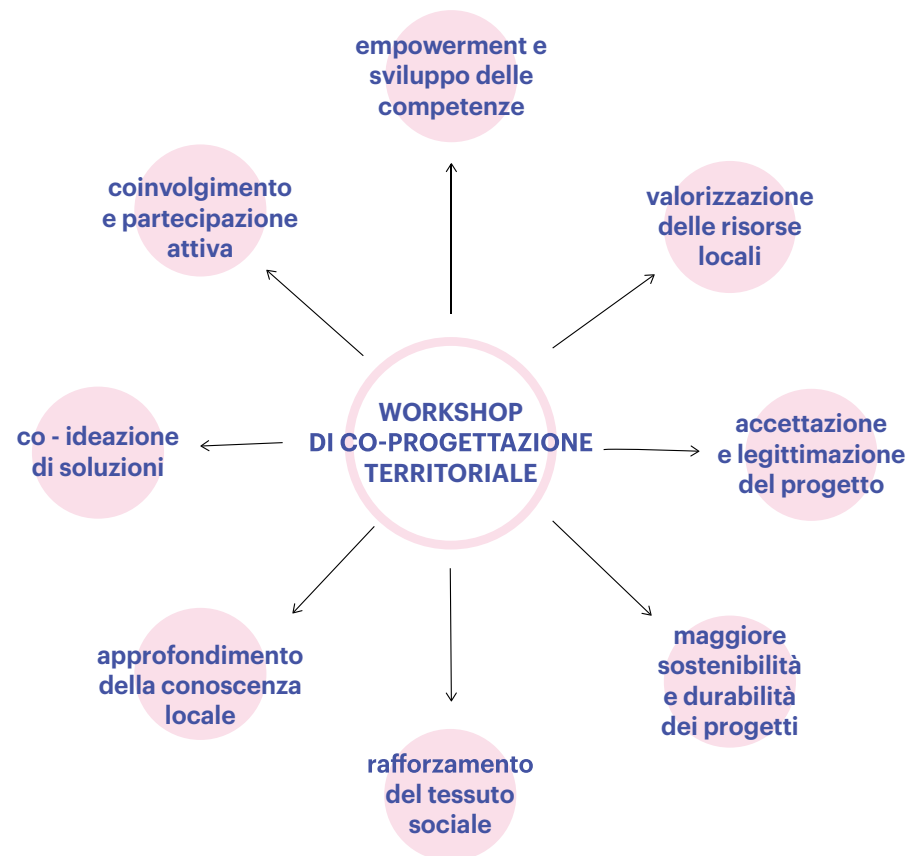 empowerment e
sviluppo delle
competenze
coinvolgimento
e partecipazione
attiva
valorizzazione
delle risorse
locali
WORKSHOP
DI CO-PROGETTAZIONE
TERRITORIALE
co - ideazione
di soluzioni
accettazione
e legittimazione
del progetto
approfondimento
della conoscenza
locale
maggiore
sostenibilità
e durabilità
dei progetti
rafforzamento
del tessuto
sociale